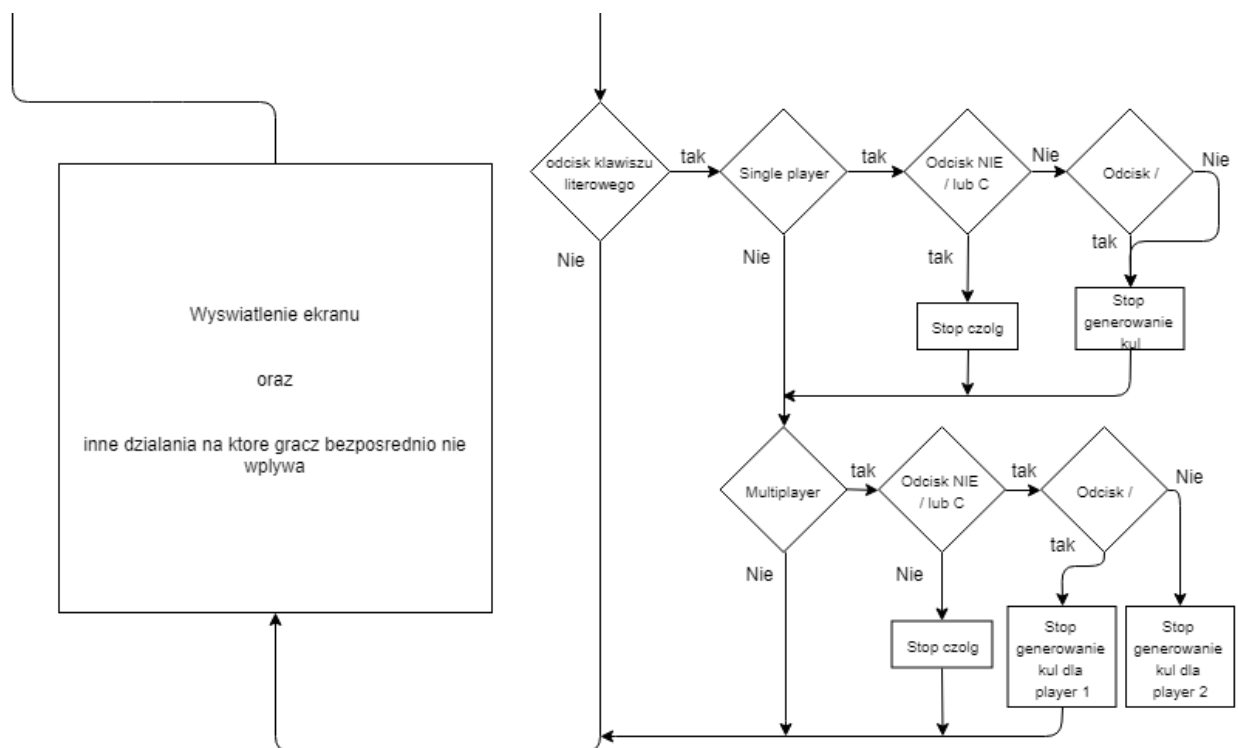 odcisk klawiszu
literowego
tak
Single player
tak
Odcisk NIE
/ lub C
Nie
Odcisk /
Nie
Nie
Nie
tak
tak
Stop czolg
Stop
generowanie
kul
Wyswiatlenie ekranu
oraz
inne dzialania na ktore gracz bezposrednio nie
wplywa
Multiplayer
tak
Odcisk NIE
/ lub C
tak
Odcisk /
Nie
Nie
Nie
tak
Stop czolg
Stop
generowanie
kul dla
player 1
Stop
generowanie
kul dla
player 2